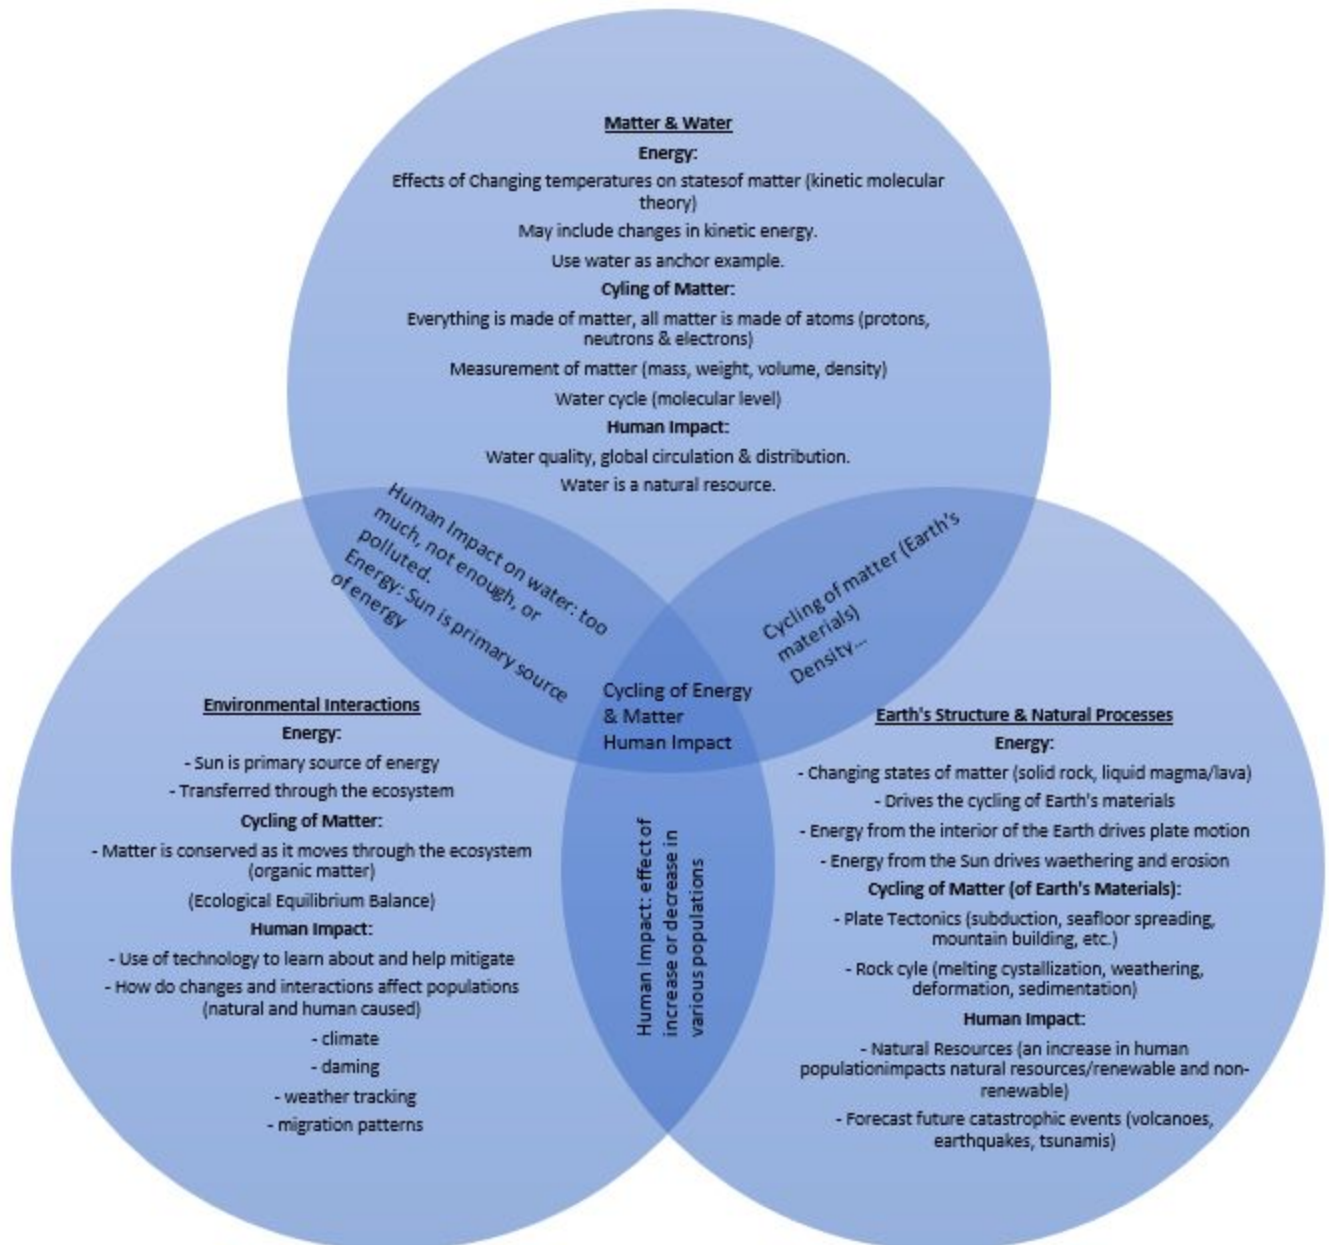 Matter & Water
Energy:
Effects of Changing temperatures on statesof matter (kinetic molecular
theory)
May include changes in kinetic energy.
Use water as anchor example.
Cyling of Matter:
Everything is made of matter, all matter is made of atoms (protons,
neutrons & electrons)
Measurement of matter (mass, weight, volume, density)
Water cycle (molecular level)
Human Impact:
Water quality, global circulation & distribution.
Water is a natural resource.
Human Impact on water: too
much, not enough, or
polluted.
Energy: Sun is primary source
of energy
Cycling of matter (Earth's
materials)
Density...
Cycling of Energy
& Matter
Human Impact
Environmental Interactions
Energy:
- Sun is primary source of energy
- Transferred through the ecosystem
Cycling of Matter:
- Matter is conserved as it moves through the ecosystem
(organic matter)
(Ecological Equilibrium Balance)
Human Impact:
- Use of technology to learn about and help mitigate
- How do changes and interactions affect populations
(natural and human caused)
- climate
- daming
- weather tracking
- migration patterns
Human Impact: effect of
increase or decrease in
various populations
Earth's Structure & Natural Processes
Energy:
- Changing states of matter (solid rock, liquid magma/lava)
- Drives the cycling of Earth's materials
- Energy from the interior of the Earth drives plate motion
- Energy from the Sun drives waethering and erosion
Cycling of Matter (of Earth's Materials):
- Plate Tectonics (subduction, seafloor spreading,
mountain building, etc.)
- Rock cyle (melting cystallization, weathering,
deformation, sedimentation)
Human Impact:
- Natural Resources (an increase in human
populationimpacts natural resources/renewable and non-
renewable)
- Forecast future catastrophic events (volcanoes,
earthquakes, tsunamis)